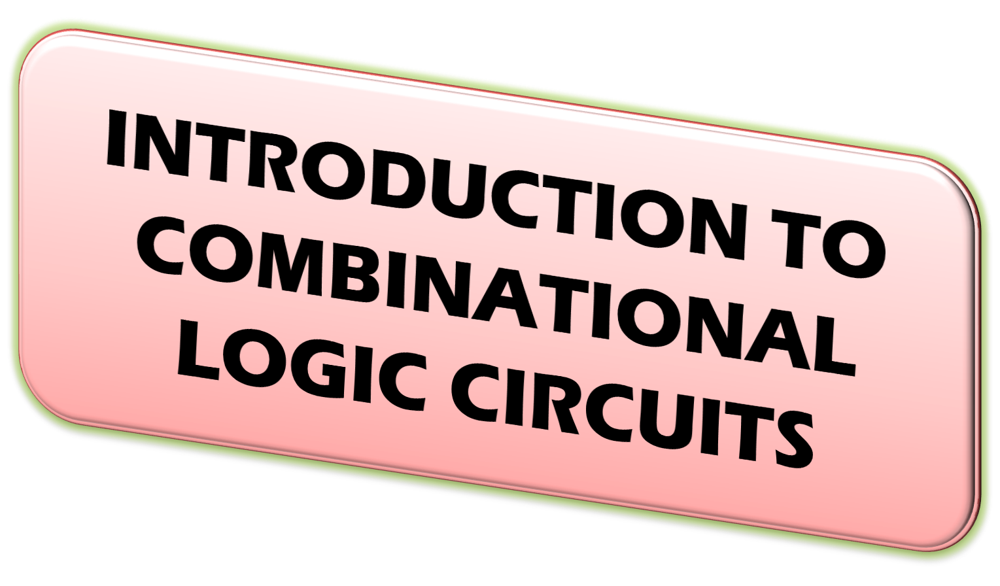 INTRODUCTION TO
COMBINATIONAL
LOGIC CIRCUITS